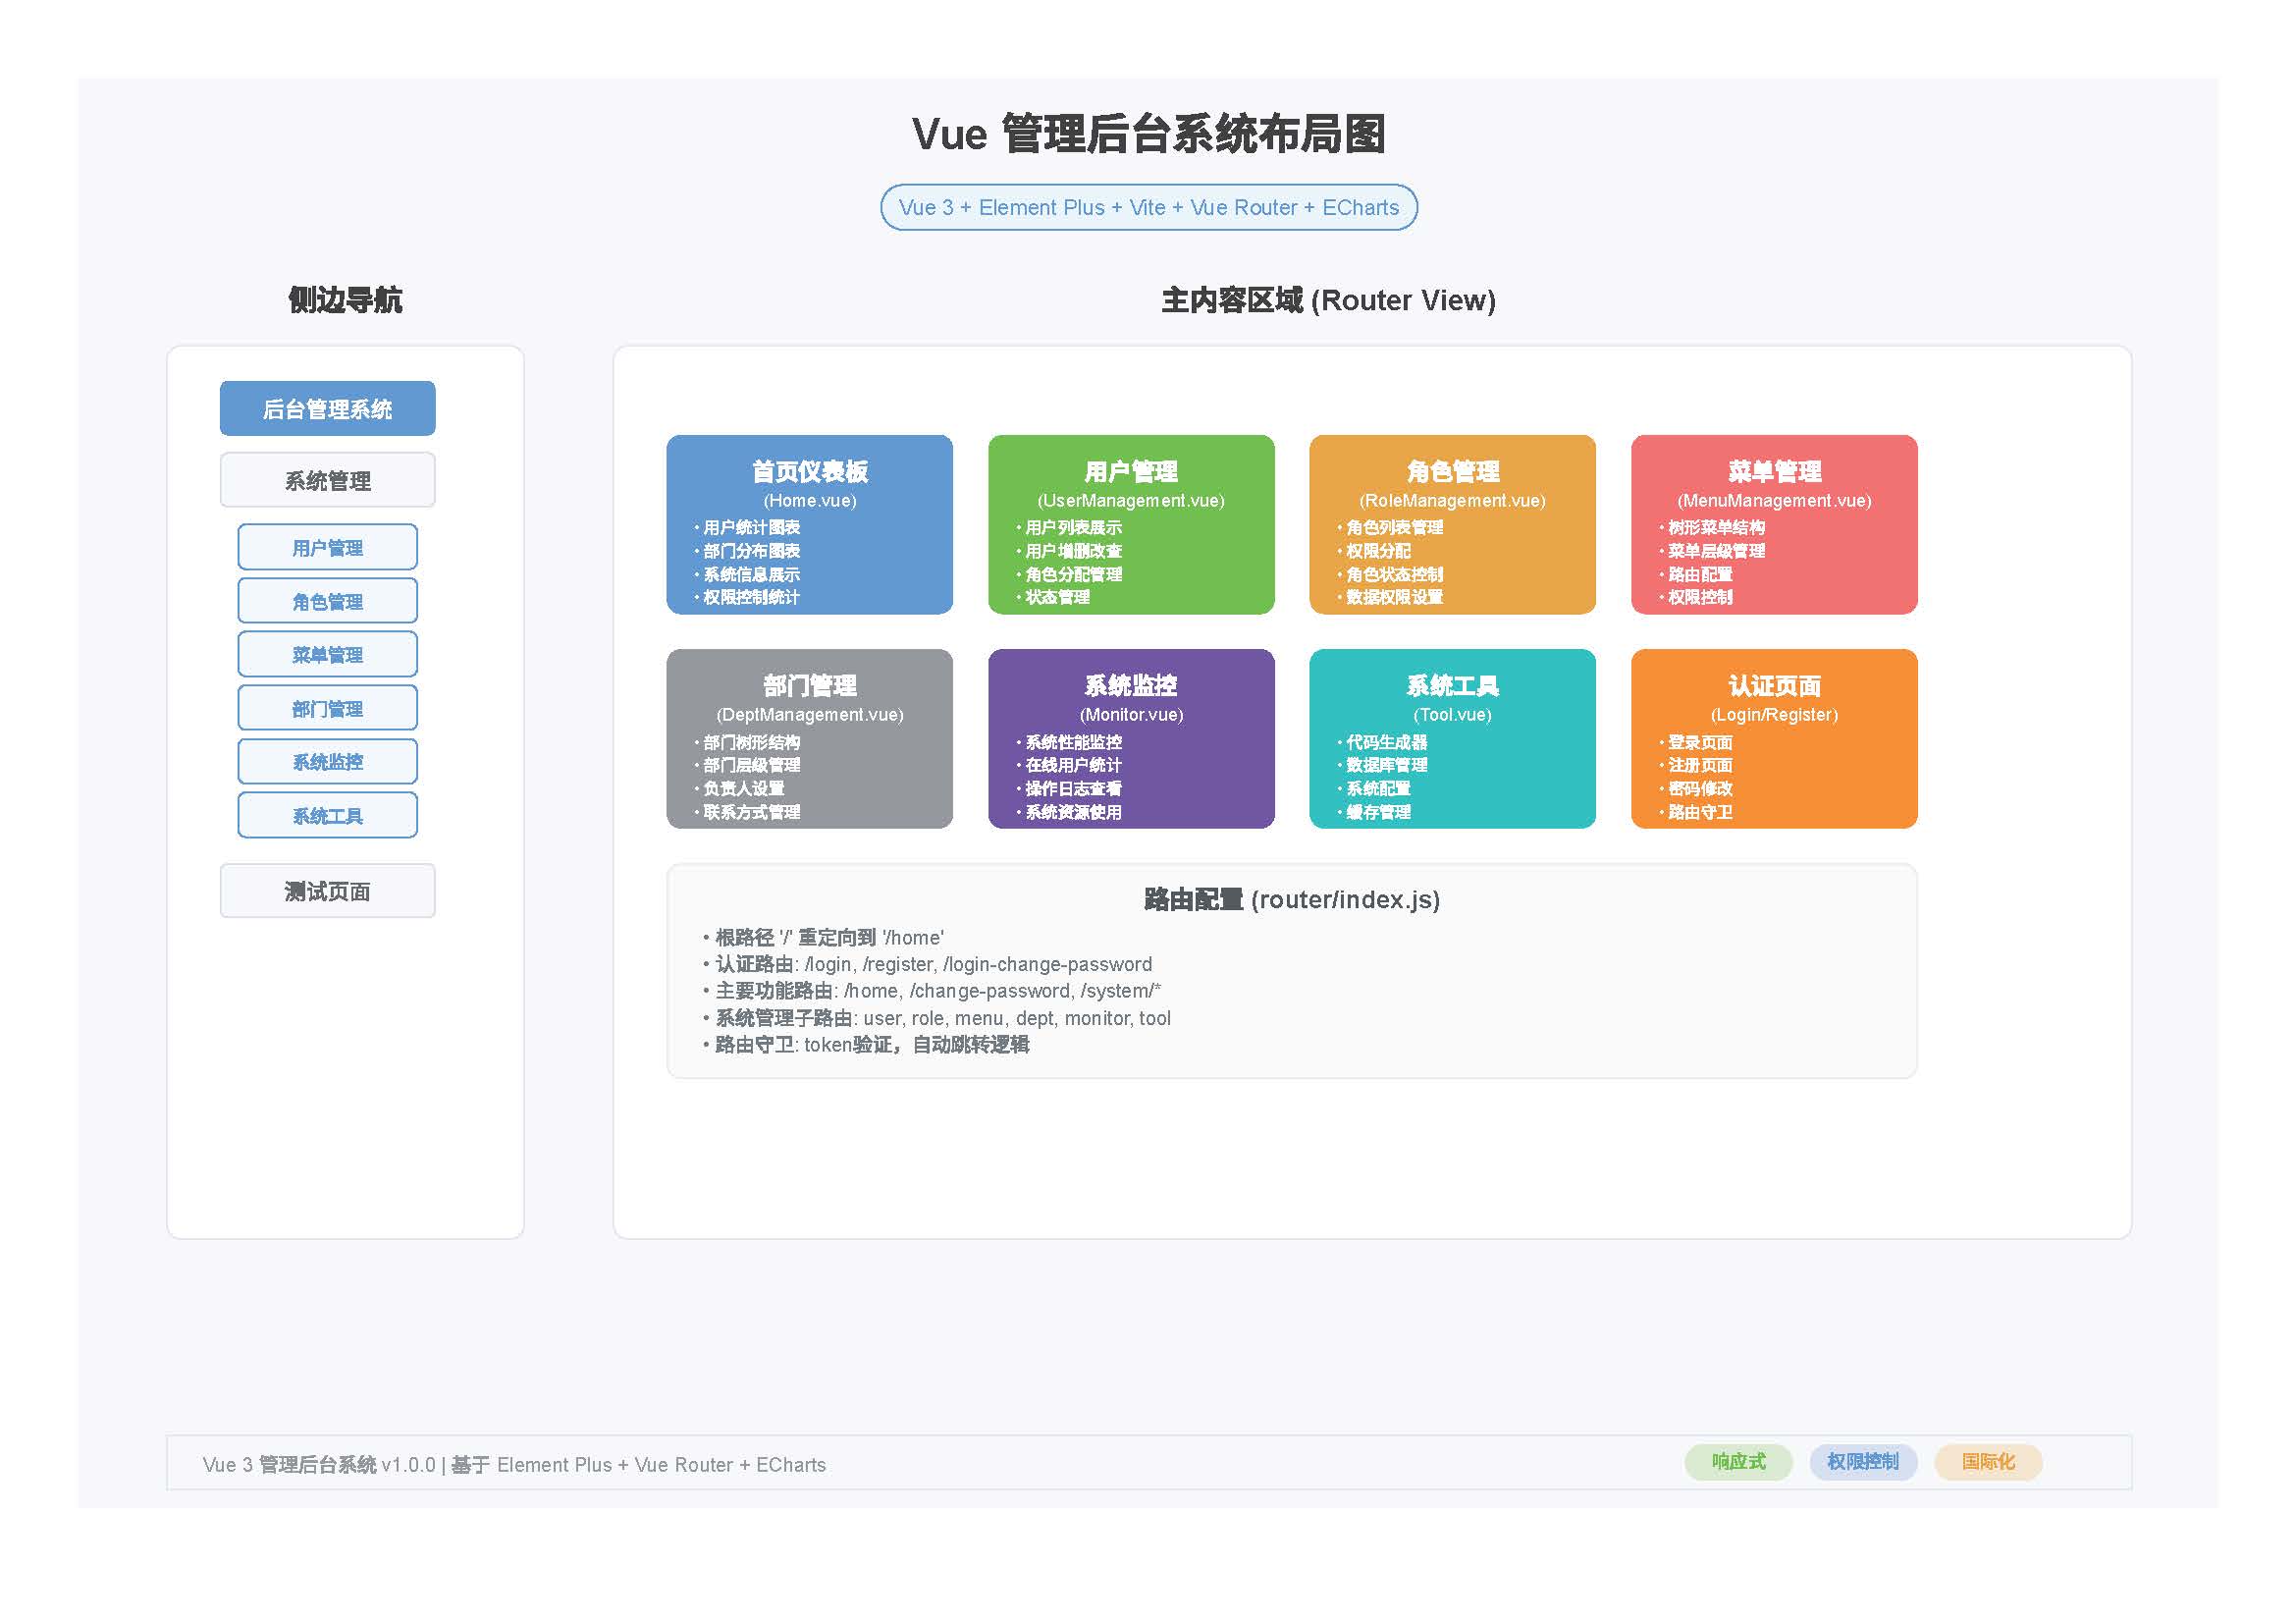 Vue 管理后台系统布局图
Vue 3 + Element Plus + Vite + Vue Router + ECharts
侧边导航
后台管理系统
系统管理
用户管理
角色管理
菜单管理
部门管理
系统监控
系统工具
测试页面
主内容区域 (Router View)
首页仪表板
(Home.vue)
• 用户统计图表
• 部门分布图表
• 系统信息展示
• 权限控制统计
用户管理
(UserManagement.vue)
• 用户列表展示
• 用户增删改查
• 角色分配管理
• 状态管理
角色管理
(RoleManagement.vue)
• 角色列表管理
• 权限分配
• 角色状态控制
• 数据权限设置
菜单管理
(MenuManagement.vue)
• 树形菜单结构
• 菜单层级管理
• 路由配置
• 权限控制
部门管理
(DeptManagement.vue)
• 部门树形结构
• 部门层级管理
• 负责人设置
• 联系方式管理
系统监控
(Monitor.vue)
• 系统性能监控
• 在线用户统计
• 操作日志查看
• 系统资源使用
系统工具
(Tool.vue)
• 代码生成器
• 数据库管理
• 系统配置
• 缓存管理
认证页面
(Login/Register)
• 登录页面
• 注册页面
• 密码修改
• 路由守卫
路由配置 (router/index.js)
• 根路径 '/' 重定向到 '/home'
• 认证路由: /login, /register, /login-change-password
• 主要功能路由: /home, /change-password, /system/*
• 系统管理子路由: user, role, menu, dept, monitor, tool
• 路由守卫: token验证，自动跳转逻辑
Vue 3 管理后台系统 v1.0.0 | 基于 Element Plus + Vue Router + ECharts
响应式
权限控制
国际化